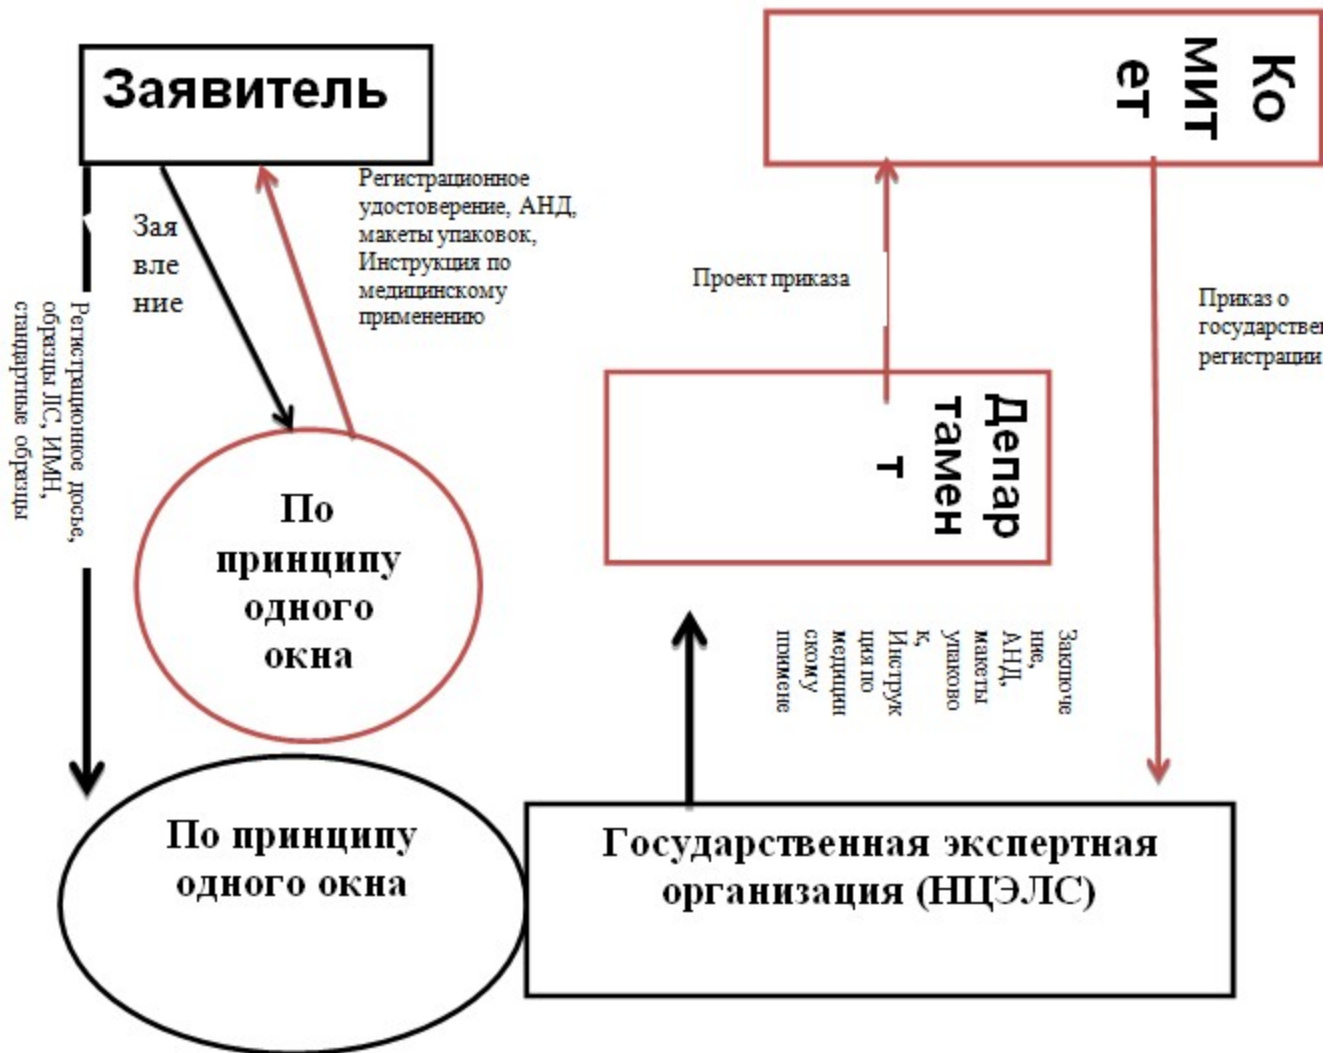 Заявитель
Ко
мит
ет
Зая
вле
ние
Регистрационное
удостоверение, АНД,
макеты упаковок,
Инструкция по
медицинскому
применению
Проект приказа
Приказ о
государствен
регистрации
Регистрационное досье,
образцы ЛС, ИМН,
стандартные образцы
Депар
тамен
т
По
принципу
одного
окна
Заключе
ние,
АНД,
макеты
упаково
к,
Инструк
ция по
медицин
скому
примене
По принципу
одного окна
Государственная экспертная
организация (НЦЭЛС)